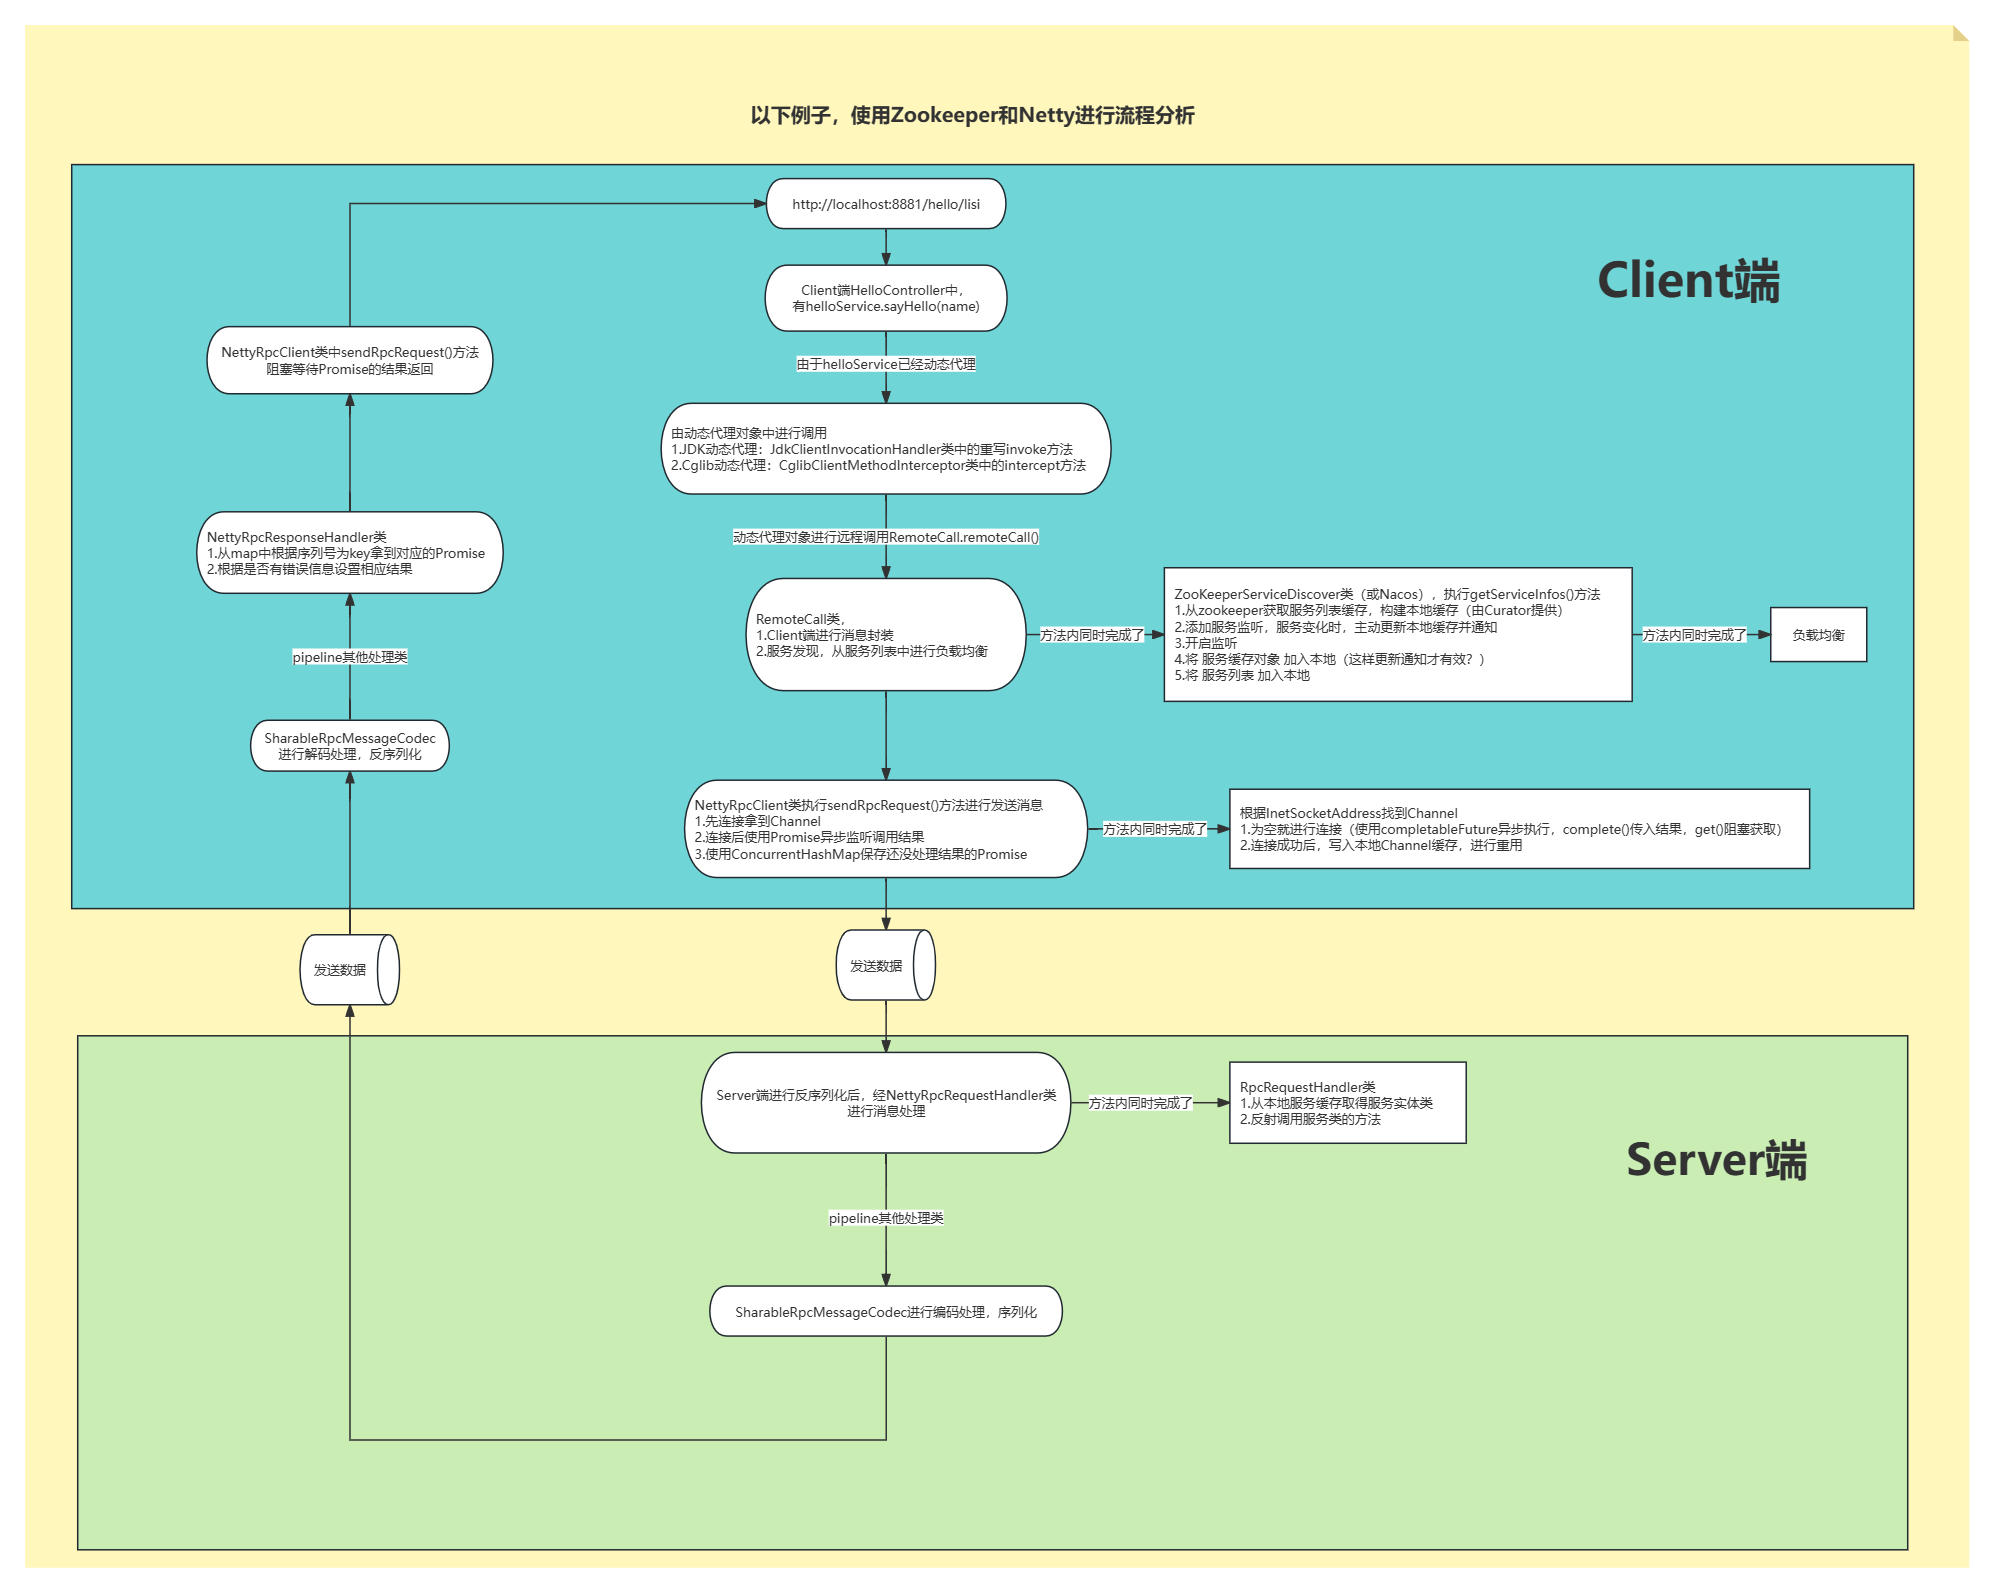 以下例子，使用Zookeeper和Netty进行流程分析
Client端
http://localhost:8881/hello/lisi
Client端HelloController中，
有helloService.sayHello(name)
由于helloService已经动态代理
由动态代理对象中进行调用
1.JDK动态代理：JdkClientInvocationHandler类中的重写invoke方法
2.Cglib动态代理：CglibClientMethodInterceptor类中的intercept方法
动态代理对象进行远程调用RemoteCall.remoteCall()
RemoteCall类，
1.Client端进行消息封装
2.服务发现，从服务列表中进行负载均衡
方法内同时完成了
ZooKeeperServiceDiscover类（或Nacos），执行getServiceInfos()方法
1.从zookeeper获取服务列表缓存，构建本地缓存（由Curator提供）
2.添加服务监听，服务变化时，主动更新本地缓存并通知
3.开启监听
4.将 服务缓存对象 加入本地（这样更新通知才有效？）
5.将 服务列表 加入本地
方法内同时完成了
负载均衡
NettyRpcClient类执行sendRpcRequest()方法进行发送消息
1.先连接拿到Channel
2.连接后使用Promise异步监听调用结果
3.使用ConcurrentHashMap保存还没处理结果的Promise
方法内同时完成了
根据InetSocketAddress找到Channel
1.为空就进行连接（使用completableFuture异步执行，complete()传入结果，get()阻塞获取）
2.连接成功后，写入本地Channel缓存，进行重用
发送数据
Server端
Server端进行反序列化后，经NettyRpcRequestHandler类
进行消息处理
方法内同时完成了
RpcRequestHandler类
1.从本地服务缓存取得服务实体类
2.反射调用服务类的方法
pipeline其他处理类
SharableRpcMessageCodec进行编码处理，序列化
发送数据
SharableRpcMessageCodec
进行解码处理，反序列化
pipeline其他处理类
NettyRpcResponseHandler类
1.从map中根据序列号为key拿到对应的Promise
2.根据是否有错误信息设置相应结果
NettyRpcClient类中sendRpcRequest()方法
阻塞等待Promise的结果返回